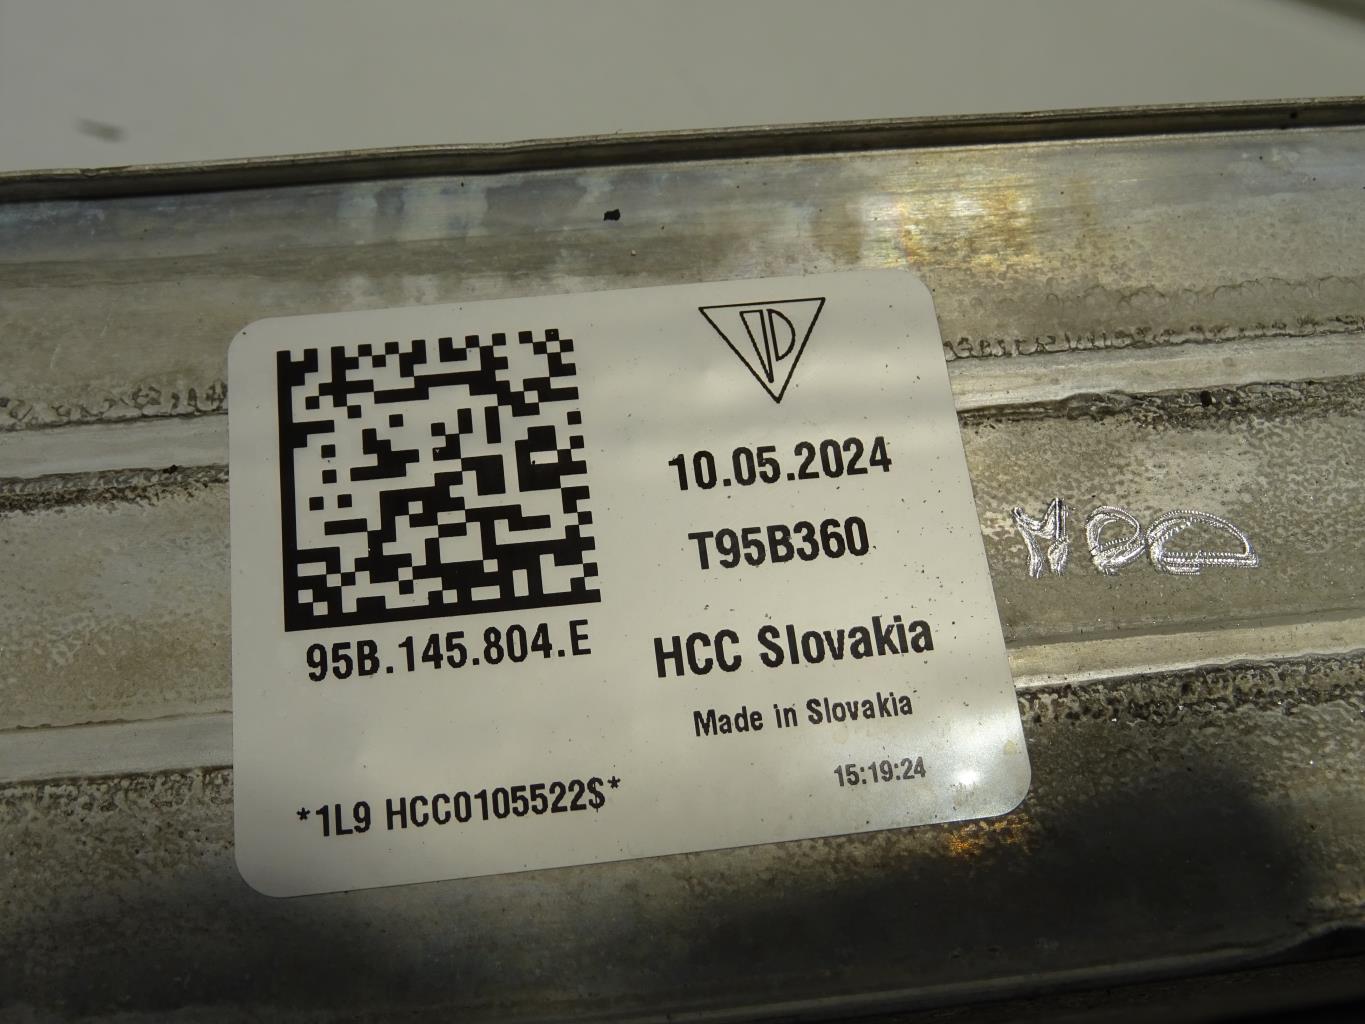 10.05.2024
T95B360
95B.145.804.E
HCC Slovakia
Made in Slovakia
15:19:24
*1L9 HCC0105522$*